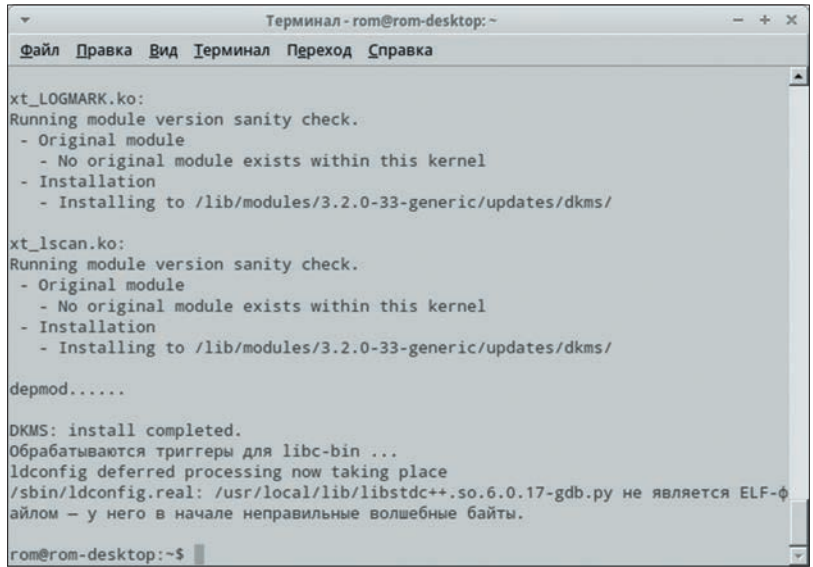 Терминал - rom@rom-desktop: ~
Файл Правка Вид Терминал Переход Справка
xt_LOGMARK.ko:
Running module version sanity check.
 - Original module
   - No original module exists within this kernel
 - Installation
   - Installing to /lib/modules/3.2.0-33-generic/updates/dkms/
xt_lscan.ko:
Running module version sanity check.
 - Original module
   - No original module exists within this kernel
 - Installation
   - Installing to /lib/modules/3.2.0-33-generic/updates/dkms/
depmod......
DKMS: install completed.
Обрабатываются триггеры для libc-bin ...
ldconfig deferred processing now taking place
/sbin/ldconfig.real: /usr/local/lib/libstdc++.so.6.0.17-gdb.py не является ELF-ф
айлом — у него в начале неправильные волшебные байты.
rom@rom-desktop:~$